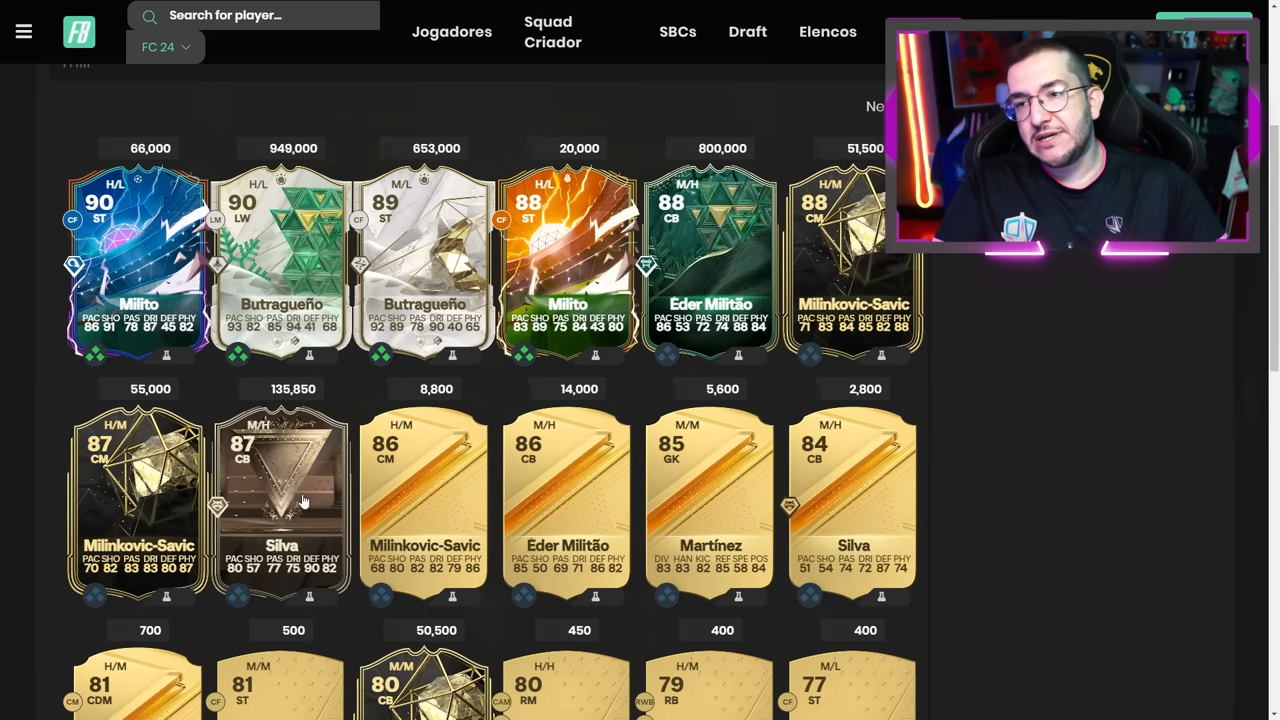 FB
Search for player...
FC 24
Jogadores
Squad Criador
SBCs
Draft
Elencos
Ne
66,000
949,000
653,000
20,000
800,000
51,500
H/L
90
ST
CF
Milito
PAC SHO PAS DRI DEF PHY
86 91 78 87 45 82
H/L
90
LW
LM
Butragueño
PAC SHO PAS DRI DEF PHY
93 82 85 94 41 68
M/L
89
ST
CF
Butragueño
PAC SHO PAS DRI DEF PHY
92 89 78 90 40 65
H/L
88
ST
CF
Milito
PAC SHO PAS DRI DEF PHY
83 89 75 84 43 80
M/H
88
CB
Éder Militão
PAC SHO PAS DRI DEF PHY
86 53 72 74 88 84
H/M
88
CM
Milinkovic-Savic
PAC SHO PAS DRI DEF PHY
71 83 84 85 82 88
55,000
135,850
8,800
14,000
5,600
2,800
H/M
87
CM
Milinkovic-Savic
PAC SHO PAS DRI DEF PHY
70 82 83 83 80 87
M/H
87
CB
Silva
PAC SHO PAS DRI DEF PHY
80 57 77 75 90 82
H/M
86
CM
Milinkovic-Savic
PAC SHO PAS DRI DEF PHY
68 80 82 82 79 86
M/H
86
CB
Éder Militão
PAC SHO PAS DRI DEF PHY
85 50 69 71 86 82
M/M
85
GK
Martínez
DIV HAN KIC REF SPE POS
83 83 82 85 58 84
M/H
84
CB
Silva
PAC SHO PAS DRI DEF PHY
51 54 74 72 87 74
700
500
50,500
450
400
400
H/M
81
CDM
CM
M/M
81
ST
CF
M/M
80
CB
H/H
80
RM
CAM
H/M
79
RB
RWB
M/L
77
ST
CF